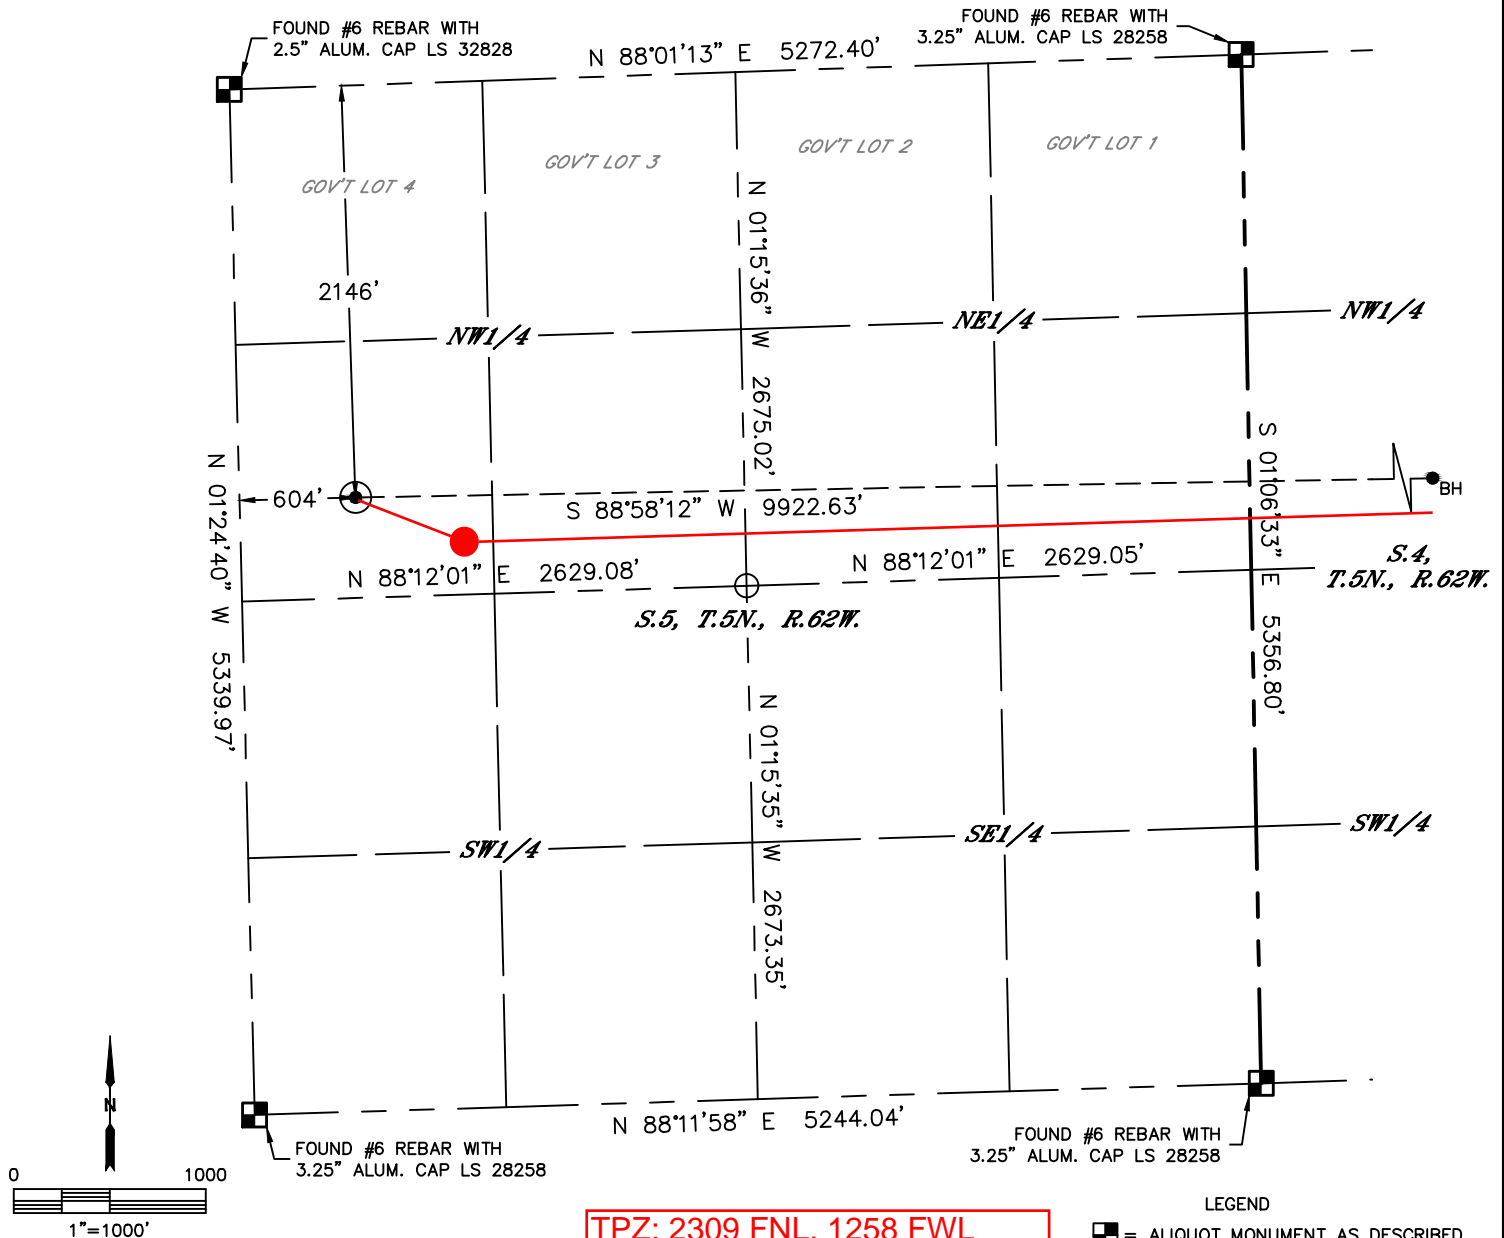 FOUND #6 REBAR WITH
2.5" ALUM. CAP LS 32828
FOUND #6 REBAR WITH
3.25" ALUM. CAP LS 28258
N 88°01'13" E 5272.40'
GOV'T LOT 4
GOV'T LOT 3
GOV'T LOT 2
GOV'T LOT 1
2146'
N 01°15'36" W 2675.02'
NW1/4
NE1/4
NW1/4
N 01°24'40" W 5339.97'
604'
S 88°58'12" W 9922.63'
S 01°06'33" E 5356.80'
BH
N 88°12'01" E 2629.08'
N 88°12'01" E 2629.05'
S.4,
T.5N., R.62W.
S.5, T.5N., R.62W.
N 01°15'35" W 2673.35'
SW1/4
SE1/4
SW1/4
N 88°11'58" E 5244.04'
FOUND #6 REBAR WITH
3.25" ALUM. CAP LS 28258
FOUND #6 REBAR WITH
3.25" ALUM. CAP LS 28258
N
0 1000
1"=1000'
TPZ: 2309 FNL, 1258 FWL
LEGEND
= ALIQUOT MONUMENT AS DESCRIBED